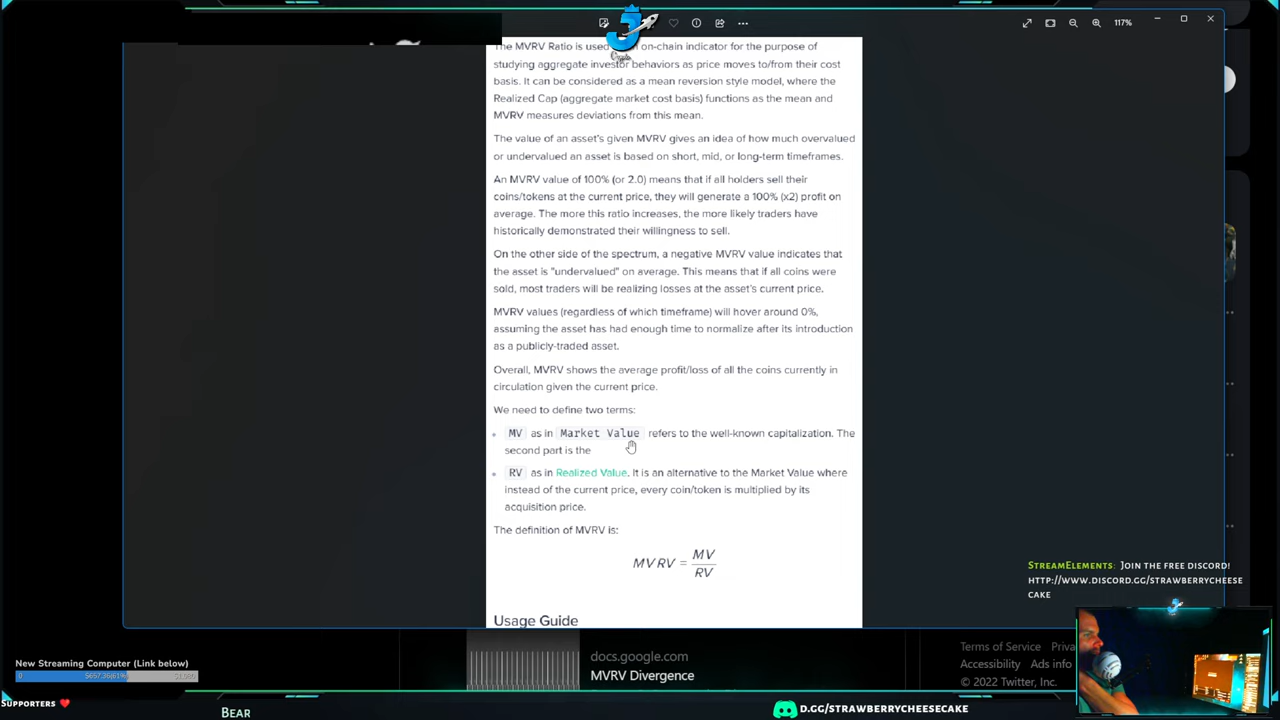 117%
The MVRV Ratio is used on-chain indicator for the purpose of
studying aggregate investor behaviors as price moves to/from their cost
basis. It can be considered as a mean reversion style model, where the
Realized Cap (aggregate market cost basis) functions as the mean and
MVRV measures deviations from this mean.
The value of an asset's given MVRV gives an idea of how much overvalued
or undervalued an asset is based on short, mid, or long-term timeframes.
An MVRV value of 100% (or 2.0) means that if all holders sell their
coins/tokens at the current price, they will generate a 100% (x2) profit on
average. The more this ratio increases, the more likely traders have
historically demonstrated their willingness to sell.
On the other side of the spectrum, a negative MVRV value indicates that
the asset is "undervalued" on average. This means that if all coins were
sold, most traders will be realizing losses at the asset's current price.
MVRV values (regardless of which timeframe) will hover around 0%,
assuming the asset has had enough time to normalize after its introduction
as a publicly-traded asset.
Overall, MVRV shows the average profit/loss of all the coins currently in
circulation given the current price.
We need to define two terms:
MV as in Market Value refers to the well-known capitalization. The
second part is the
RV as in Realized Value. It is an alternative to the Market Value where
instead of the current price, every coin/token is multiplied by its
acquisition price.
The definition of MVRV is:
MVRV = MV
RV
Usage Guide
StreamElements: Join the free discord!
http://www.discord.gg/strawberrycheese
cake
docs.google.com
MVRV Divergence
Terms of Service Priva
Accessibility Ads info
© 2022 Twitter, Inc.
New Streaming Computer (Link below)
0
Supporters ❤
Bear
d.gg/strawberrycheesecake